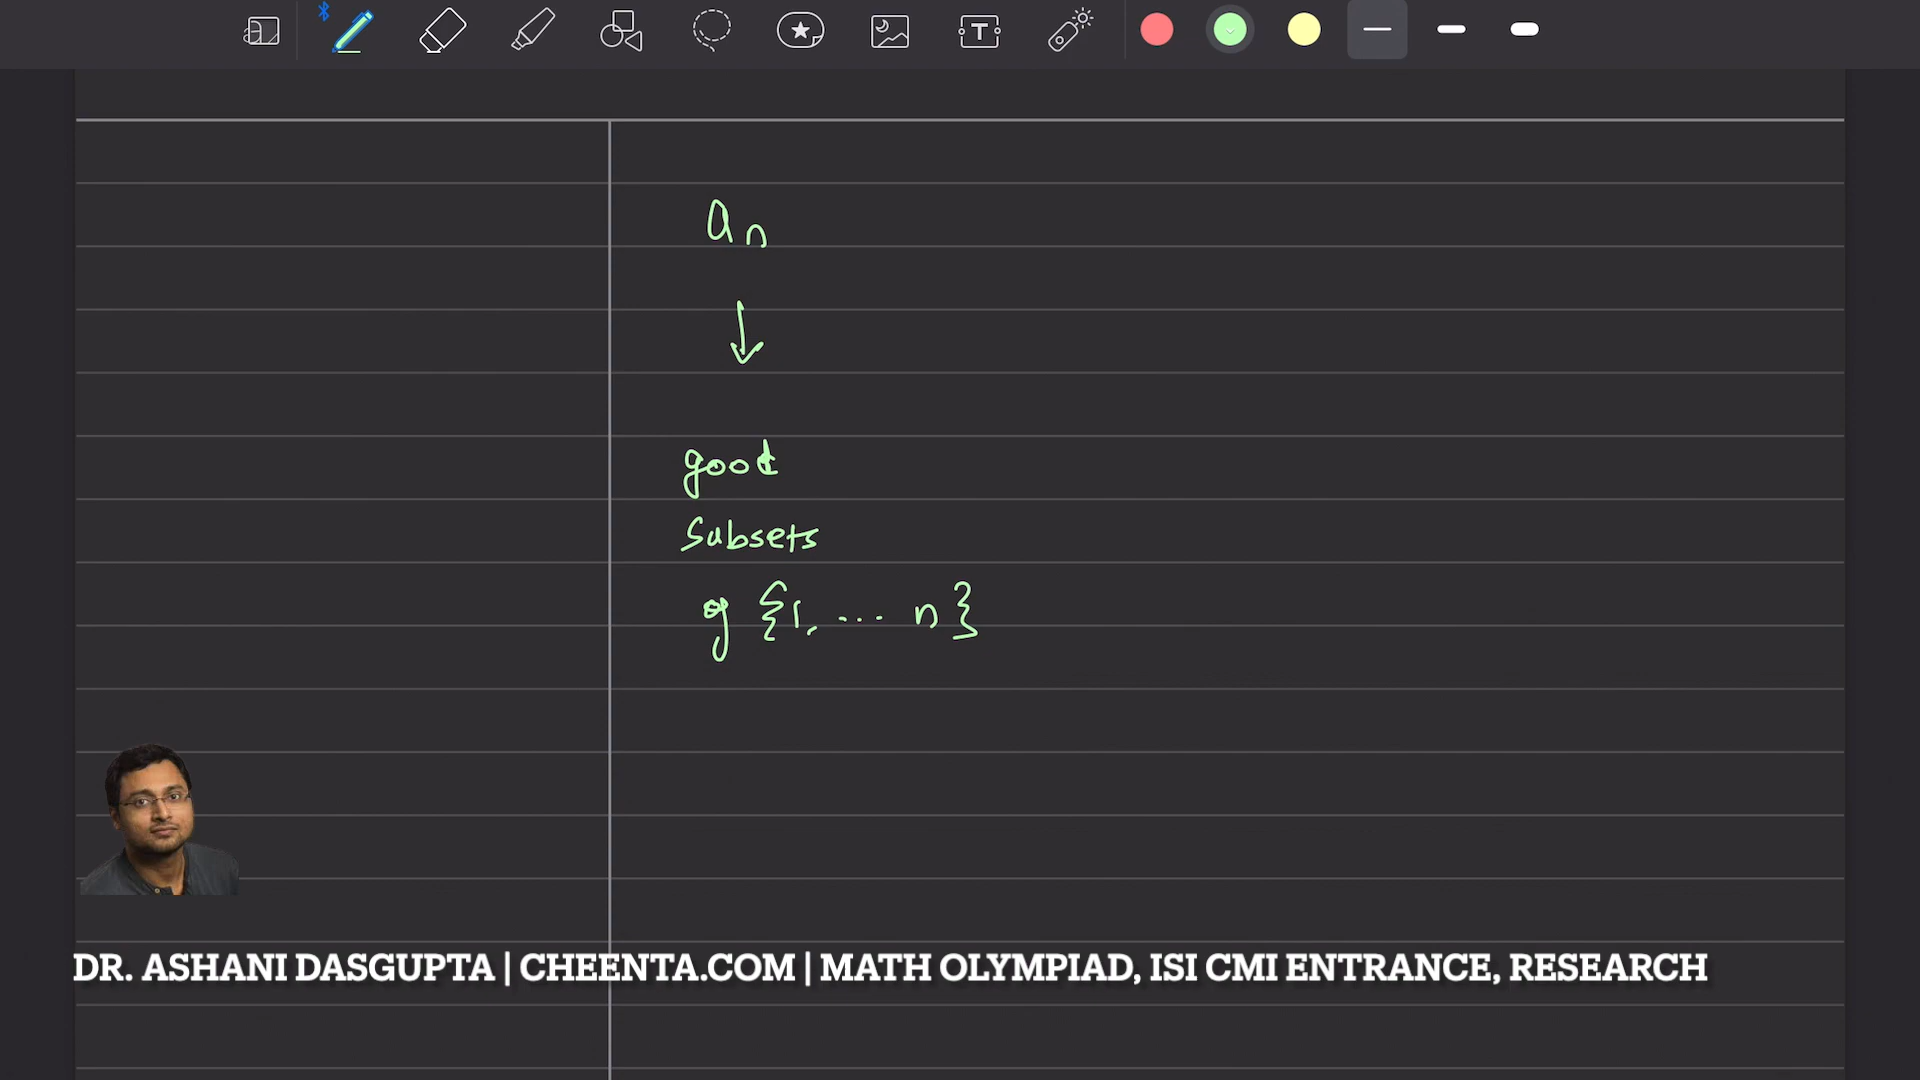 an
↓
good
Subsets
of {1, ... n}
DR. ASHANI DASGUPTA | CHEENTA.COM | MATH OLYMPIAD, ISI CMI ENTRANCE, RESEARCH